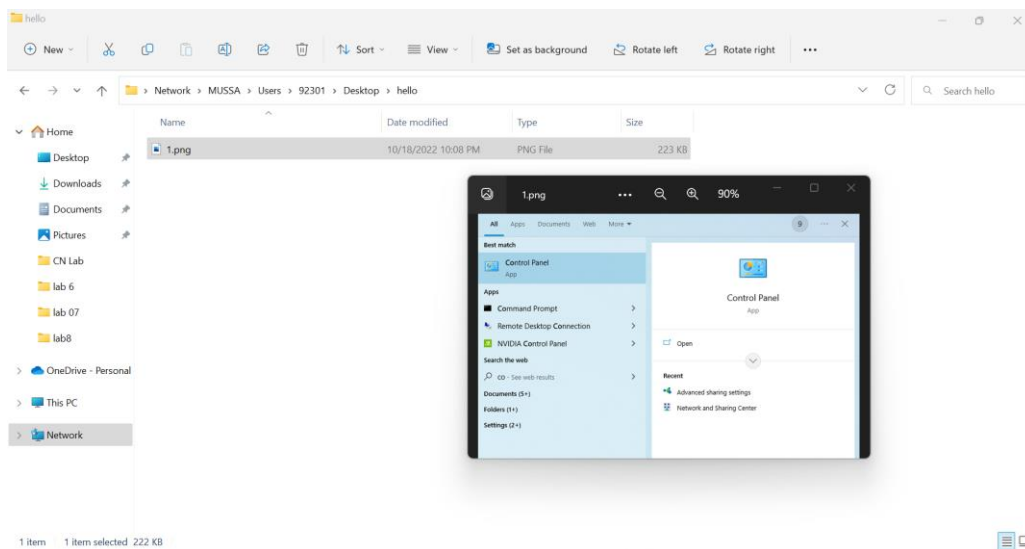 hello
New Sort View Set as background Rotate left Rotate right ...
> Network > MUSSA > Users > 92301 > Desktop > hello
Search hello
Name Date modified Type Size
1.png 10/18/2022 10:08 PM PNG File 223 KB
Home
Desktop
Downloads
Documents
Pictures
CN Lab
lab 6
lab 07
lab8
OneDrive - Personal
This PC
Network
1.png ... 90%
All Apps Documents Web More 9 ...
Best match
Control Panel
App
Apps
Command Prompt
Remote Desktop Connection
NVIDIA Control Panel
Search the web
co - See web results
Documents (5+)
Folders (1+)
Settings (2+)
Control Panel
App
Open
Recent
Advanced sharing settings
Network and Sharing Center
1 item 1 item selected 222 KB